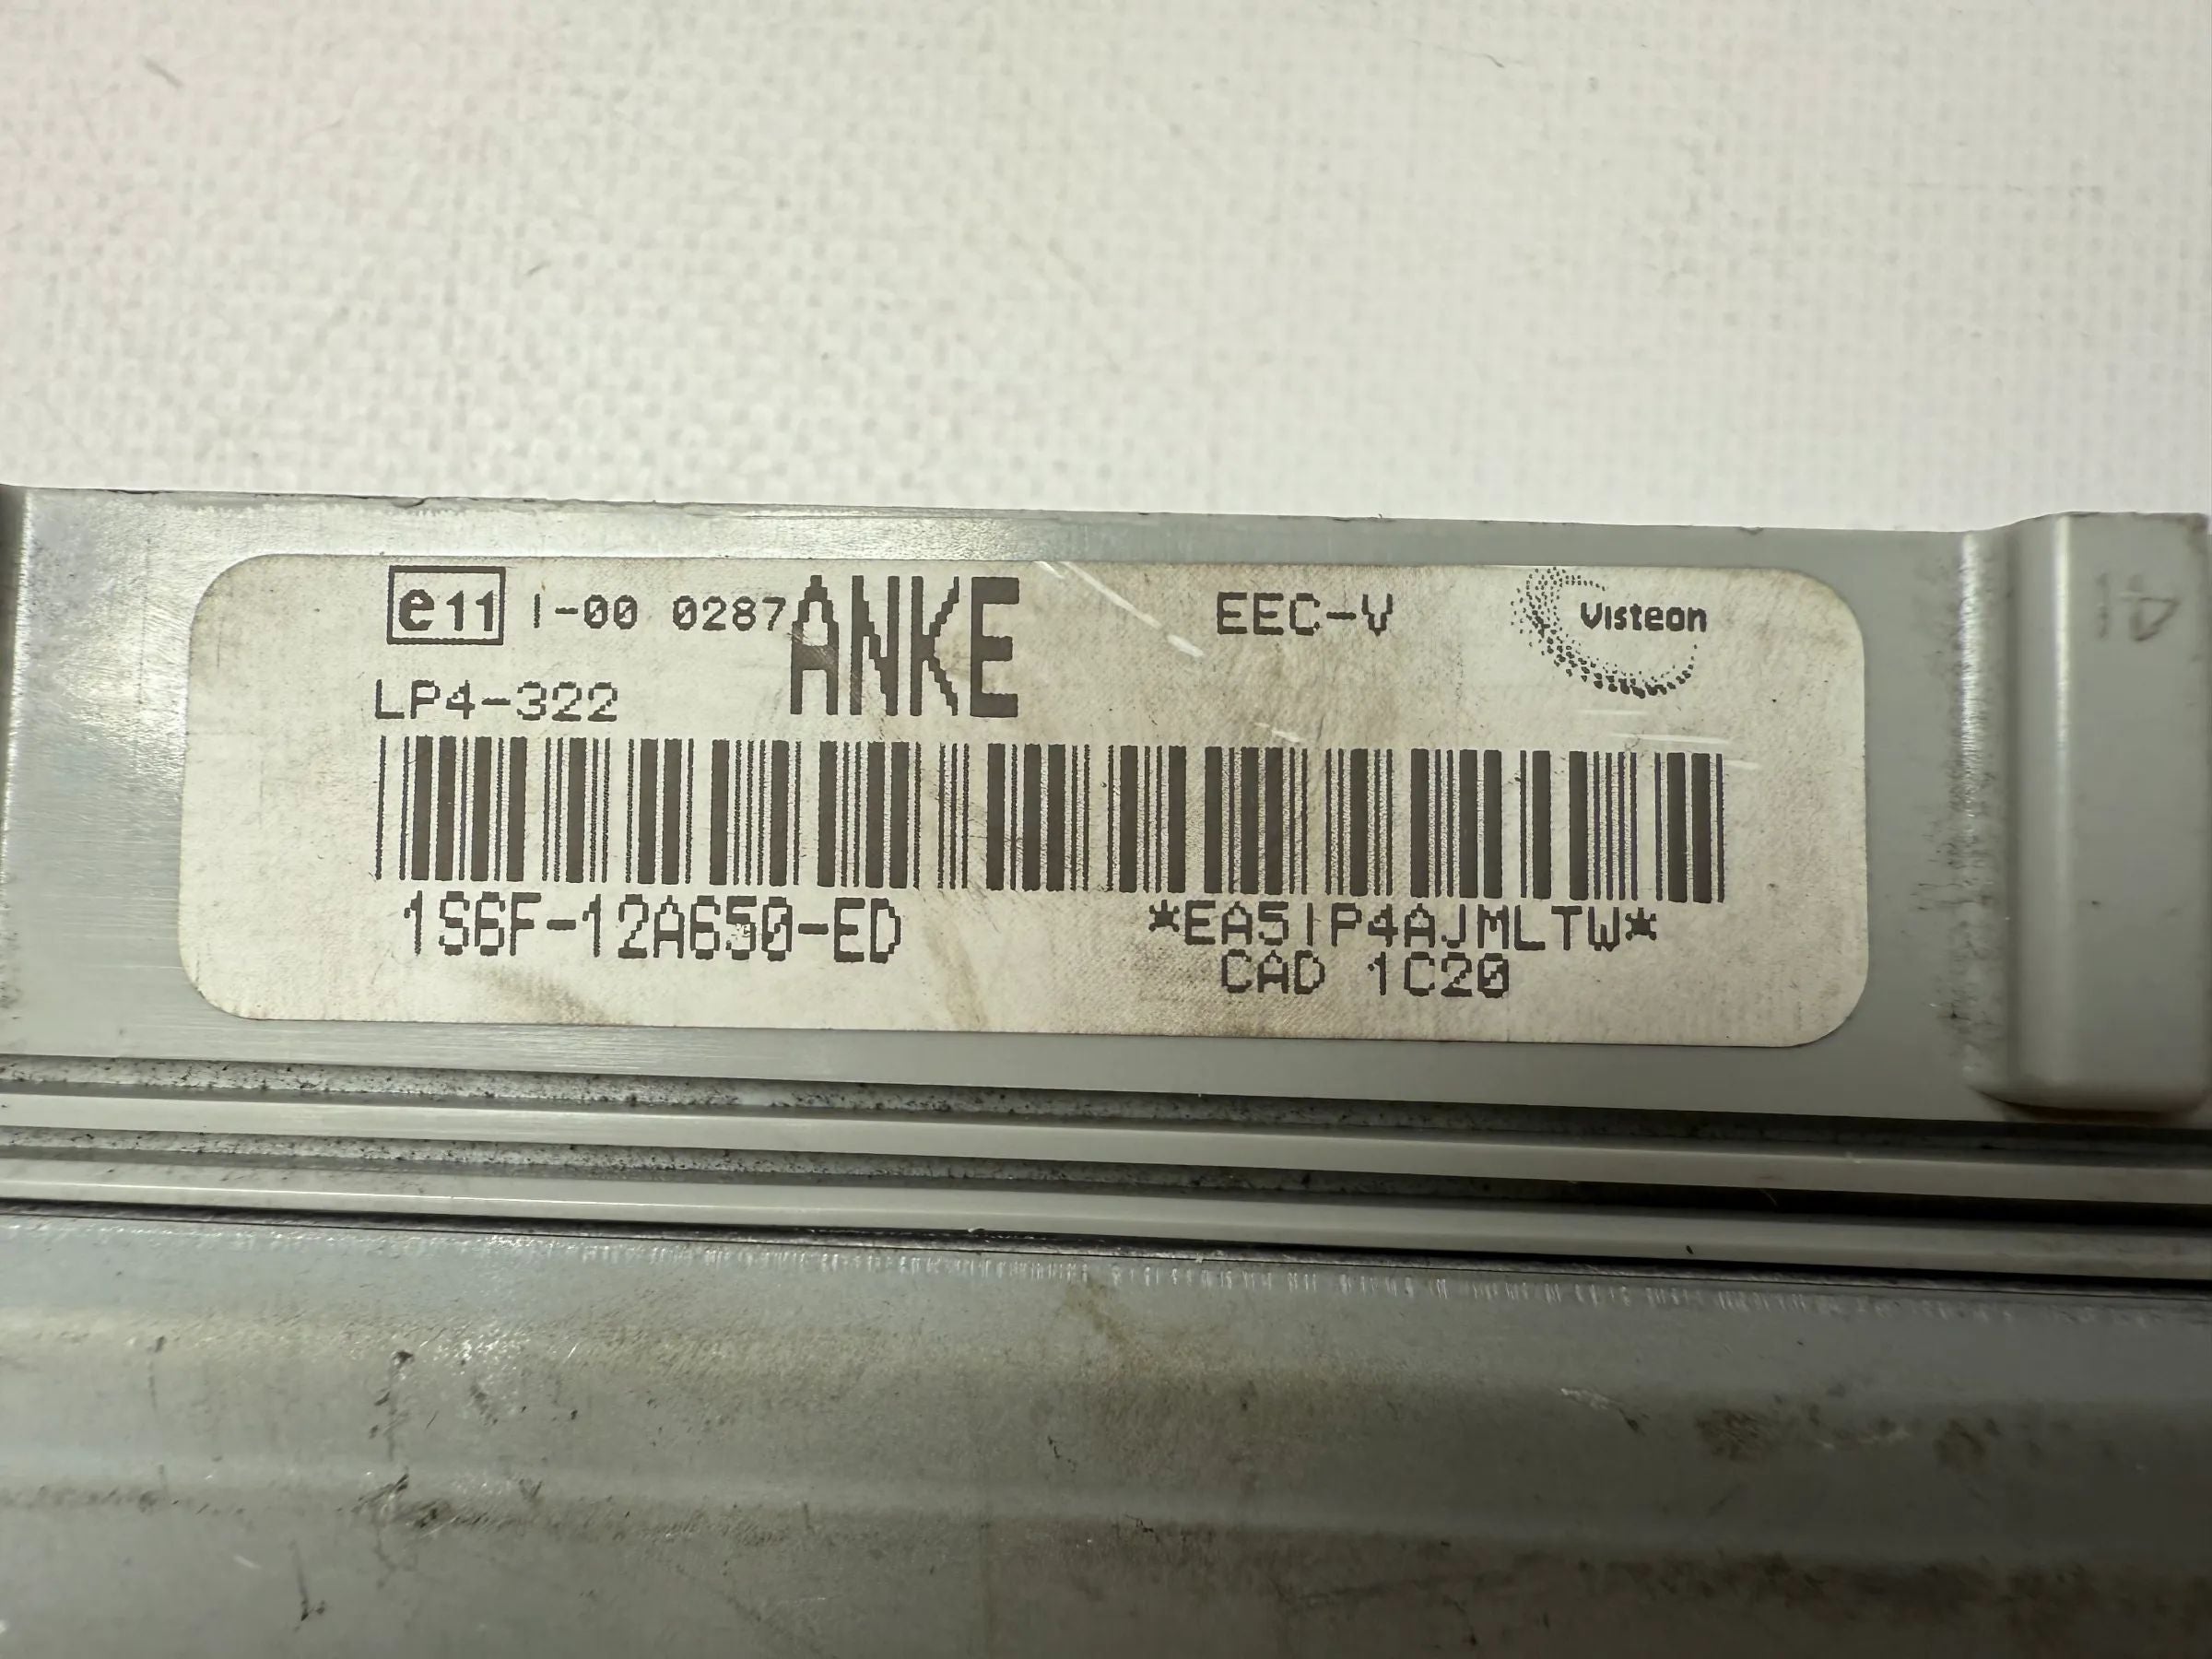 e11 I-00 0287 ANKE EEC-V Visteon
LP4-322
1S6F-12A650-ED *EA51P4AJMLTW*
CAD 1C20